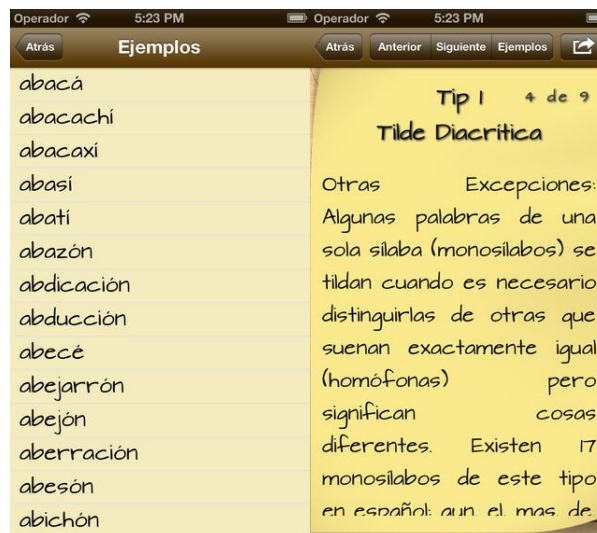 Operador 5:23 PM
Atrás Ejemplos
abacá
abacachí
abacaxí
abasí
abatí
abazón
abdicación
abducción
abecé
abejarrón
abejón
aberración
abesón
abichón
Operador 5:23 PM
Atrás Anterior Siguiente Ejemplos
Tip 1 4 de 9
Tilde Diacrítica
Otras Excepciones:
Algunas palabras de una
sola sílaba (monosílabos) se
tildan cuando es necesario
distinguirlas de otras que
suenan exactamente igual
(homófonas) pero
significan cosas
diferentes. Existen 17
monosílabos de este tipo
en español: aun, el, mas, de,